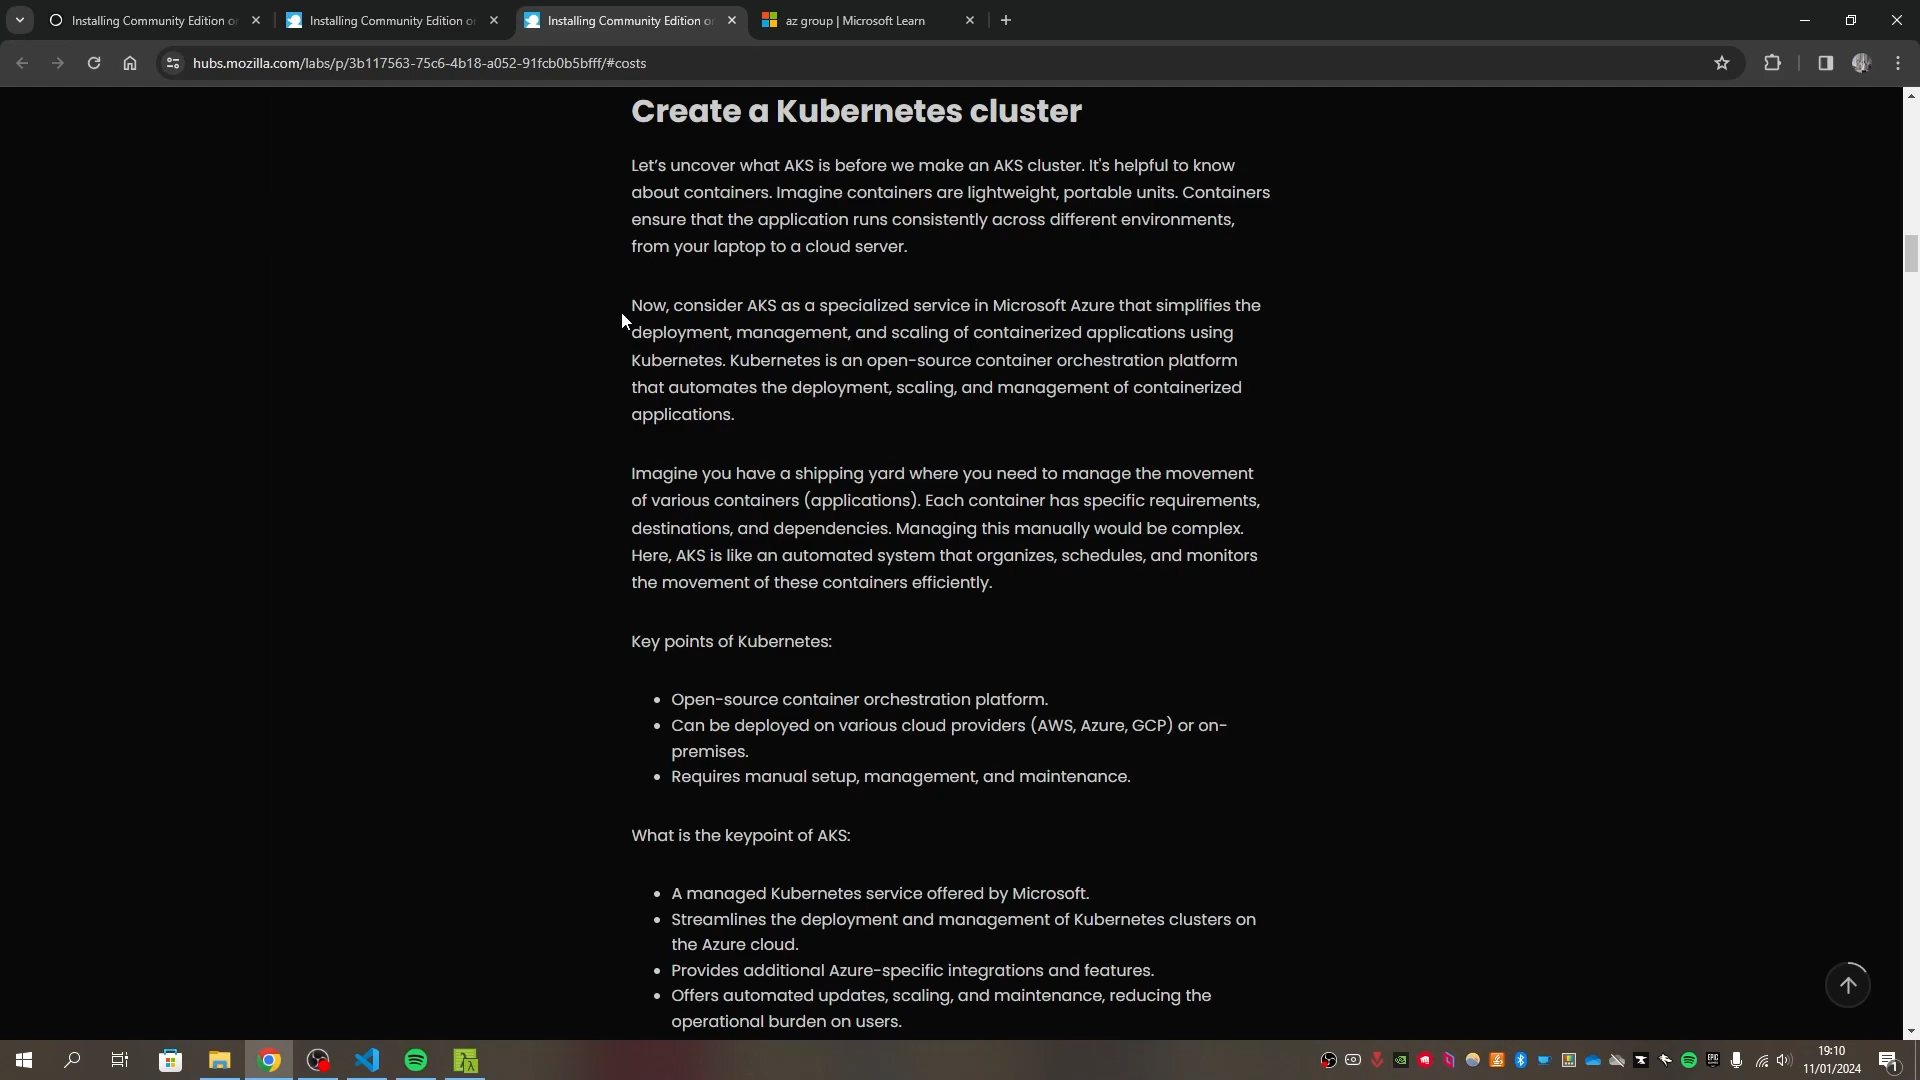 Installing Community Edition o
Installing Community Edition o
Installing Community Edition o
az group | Microsoft Learn
hubs.mozilla.com/labs/p/3b117563-75c6-4b18-a052-91fcb0b5bfff/#costs
Create a Kubernetes cluster
Let’s uncover what AKS is before we make an AKS cluster. It's helpful to know
about containers. Imagine containers are lightweight, portable units. Containers
ensure that the application runs consistently across different environments,
from your laptop to a cloud server.
Now, consider AKS as a specialized service in Microsoft Azure that simplifies the
deployment, management, and scaling of containerized applications using
Kubernetes. Kubernetes is an open-source container orchestration platform
that automates the deployment, scaling, and management of containerized
applications.
Imagine you have a shipping yard where you need to manage the movement
of various containers (applications). Each container has specific requirements,
destinations, and dependencies. Managing this manually would be complex.
Here, AKS is like an automated system that organizes, schedules, and monitors
the movement of these containers efficiently.
Key points of Kubernetes:
Open-source container orchestration platform.
Can be deployed on various cloud providers (AWS, Azure, GCP) or on-
premises.
Requires manual setup, management, and maintenance.
What is the keypoint of AKS:
A managed Kubernetes service offered by Microsoft.
Streamlines the deployment and management of Kubernetes clusters on
the Azure cloud.
Provides additional Azure-specific integrations and features.
Offers automated updates, scaling, and maintenance, reducing the
operational burden on users.
19:10
11/01/2024
1